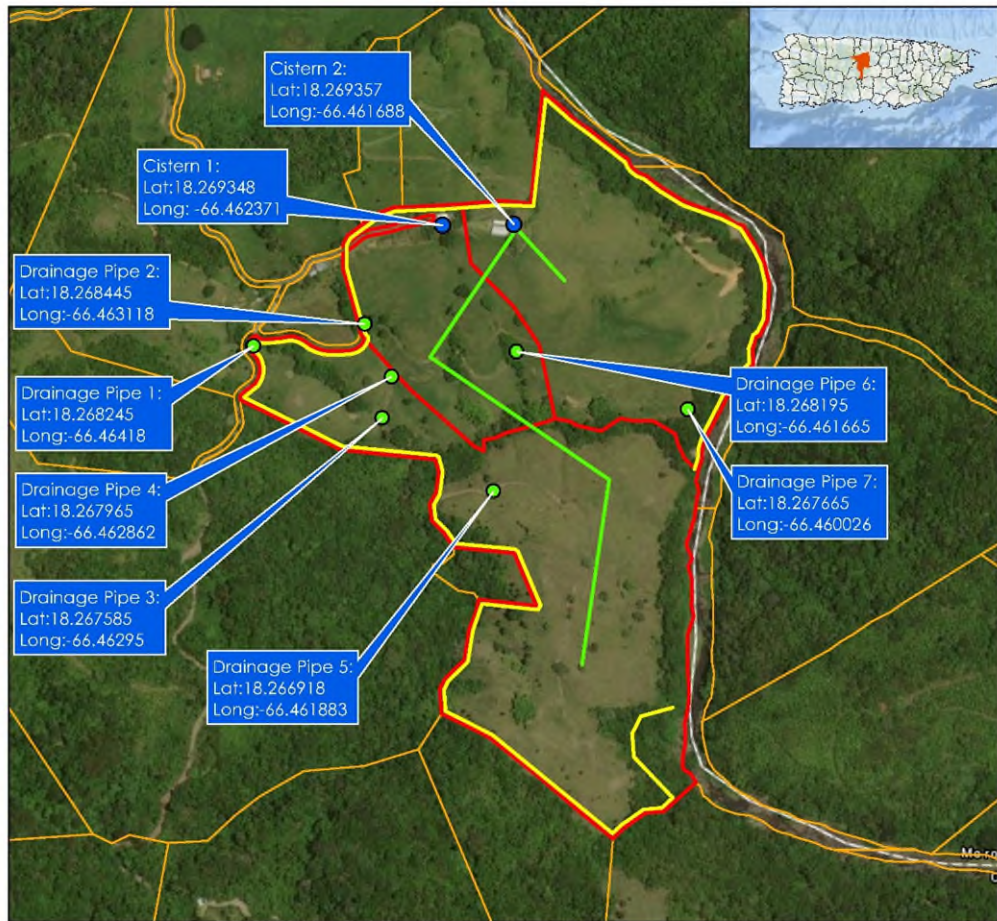 Cistern 2:
Lat:18.269357
Long:-66.461688
Cistern 1:
Lat:18.269348
Long: -66.462371
Drainage Pipe 2:
Lat:18.268445
Long:-66.463118
Drainage Pipe 1:
Lat:18.268245
Long:-66.46418
Drainage Pipe 4:
Lat:18.267965
Long:-66.462862
Drainage Pipe 3:
Lat:18.267585
Long:-66.46295
Drainage Pipe 5:
Lat:18.266918
Long:-66.461883
Drainage Pipe 6:
Lat:18.268195
Long:-66.461665
Drainage Pipe 7:
Lat:18.267665
Long:-66.460026